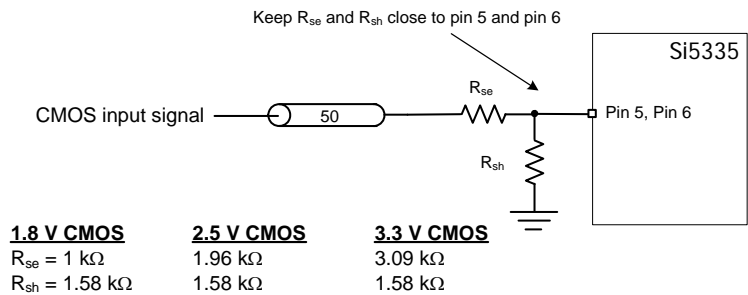 Keep Rse and Rsh close to pin 5 and pin 6
Si5335
Rse
CMOS input signal
50
Pin 5, Pin 6
Rsh
1.8 V CMOS 2.5 V CMOS 3.3 V CMOS
Rse = 1 kΩ 1.96 kΩ 3.09 kΩ
Rsh = 1.58 kΩ 1.58 kΩ 1.58 kΩ